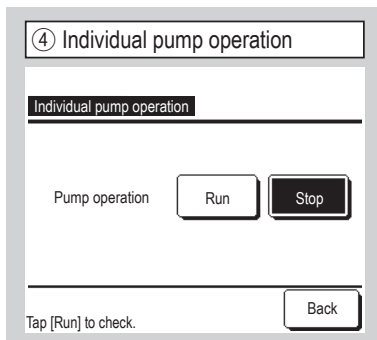 ④ Individual pump operation
Individual pump operation
Pump operation Run Stop
Back
Tap [Run] to check.